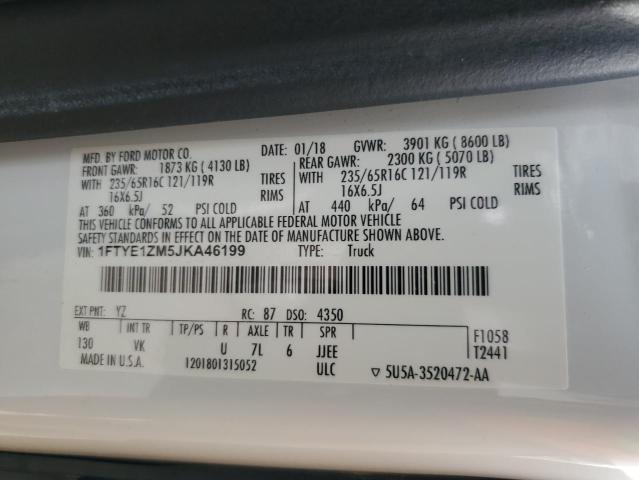 MFD. BY FORD MOTOR CO. 01/18 GVWR: 3901 KG ( 8600 LB)
FRONT GAWR: 1873 KG ( 4130 LB) REAR GAWR: 2300 KG ( 5070 LB)
WITH 235/65R16C 121/119R TIRES WITH 235/65R16C 121/119R TIRES
16X6.5J RIMS 16X6.5J RIMS
AT 360 kPa/ 52 PSI COLD AT 440 kPa/ 64 PSI COLD
THIS VEHICLE CONFORMS TO ALL APPLICABLE FEDERAL MOTOR VEHICLE
SAFETY STANDARDS IN EFFECT ON THE DATE OF MANUFACTURE SHOWN ABOVE.
VIN: 1FTYE1ZM5JKA46199 TYPE: Truck
EXT PNT: YZ RC: 87 DSO: 4350
WB INT TR TP/PS R AXLE TR SPR F1058
130 VK U 7L 6 JJEE T2441
MADE IN U.S.A. 1201801315052 ULC ▽ 5U5A-3520472-AA